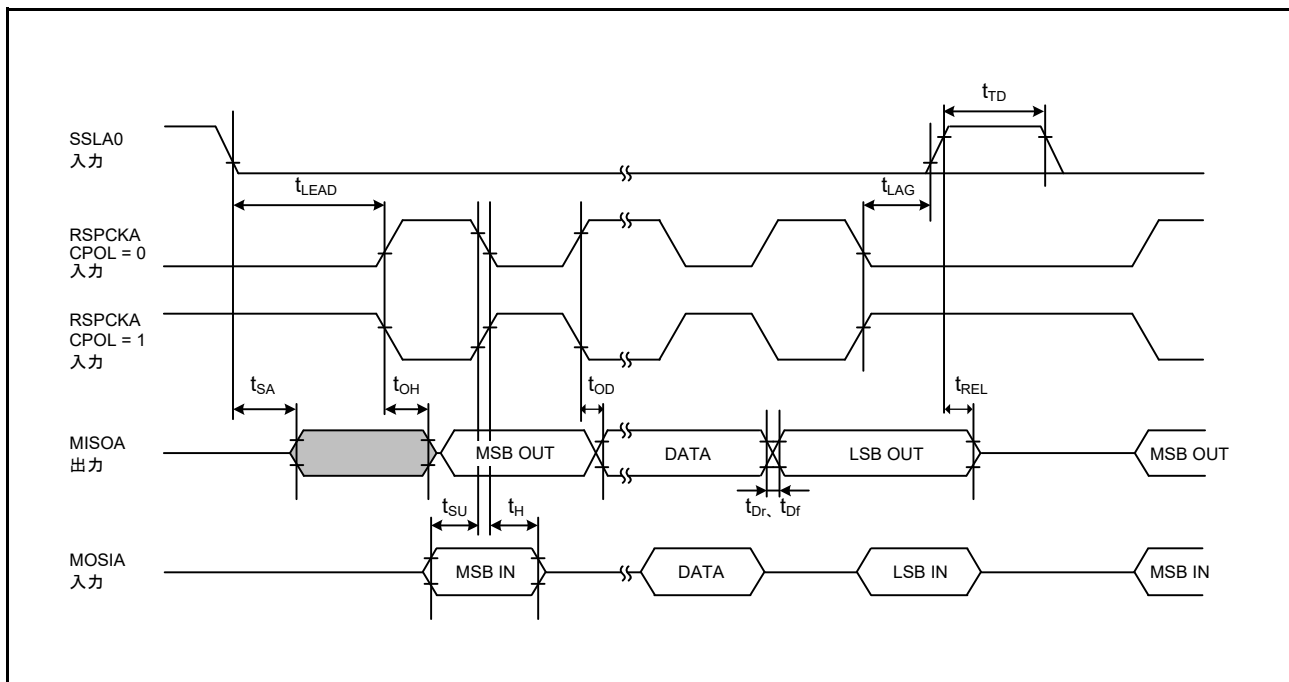 tTD
SSLA0
入力
tLEAD
tLAG
RSPCKA
CPOL = 0
入力
RSPCKA
CPOL = 1
入力
tSA
tOH
tOD
tREL
MISOA
出力
MSB OUT
DATA
LSB OUT
MSB OUT
tSU
tH
tDr、tDf
MOSIA
入力
MSB IN
DATA
LSB IN
MSB IN